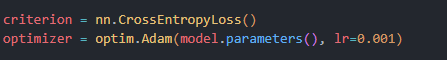 criterion = nn.CrossEntropyLoss()
optimizer = optim.Adam(model.parameters(), lr=0.001)